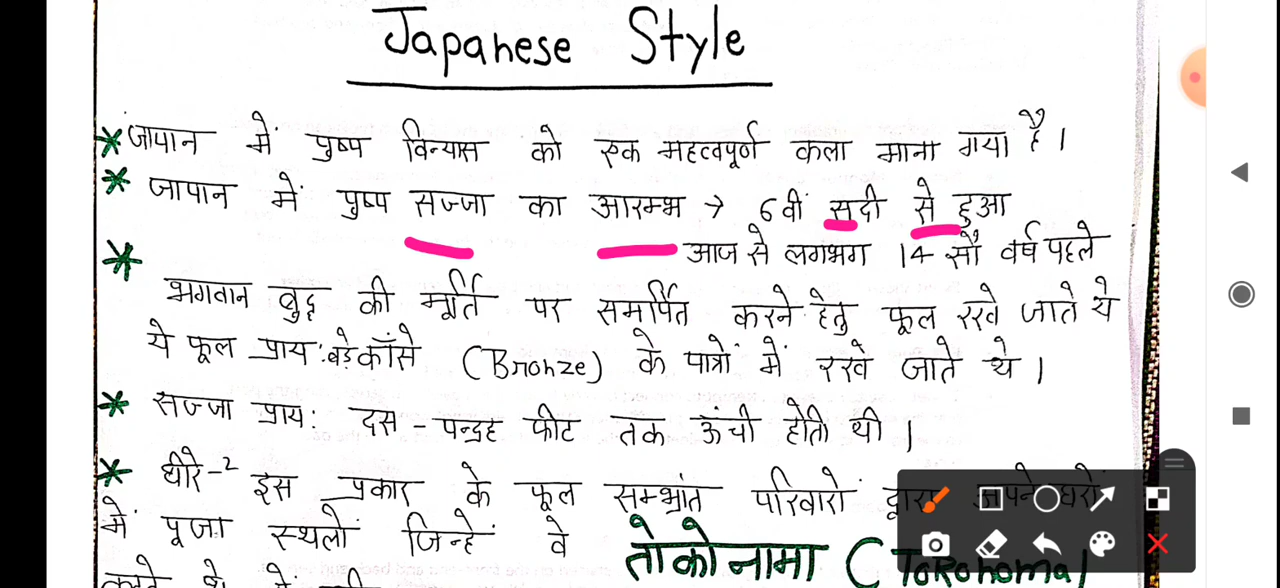 Japanese Style
* जापान में पुष्प विन्यास को एक महत्वपूर्ण कला माना गया है।
* जापान में पुष्प सज्जा का आरम्भ → 6वीं सदी से हुआ
आज से लगभग 14 सौ वर्ष पहले
* भगवान बुद्ध की मूर्ति पर समर्पित करने हेतु फूल रखे जाते थे
ये फूल प्राय: बड़े काँसे (Bronze) के पात्रों में रखे जाते थे।
* सज्जा प्राय: दस - पन्द्रह फीट तक ऊंची होती थी।
* धीरे-2 इस प्रकार के फूल सम्भ्रांत परिवारो द्वारा अपने घरो
में पूजा स्थलों जिन्हें वे तोकोनामा (Tokonoma)